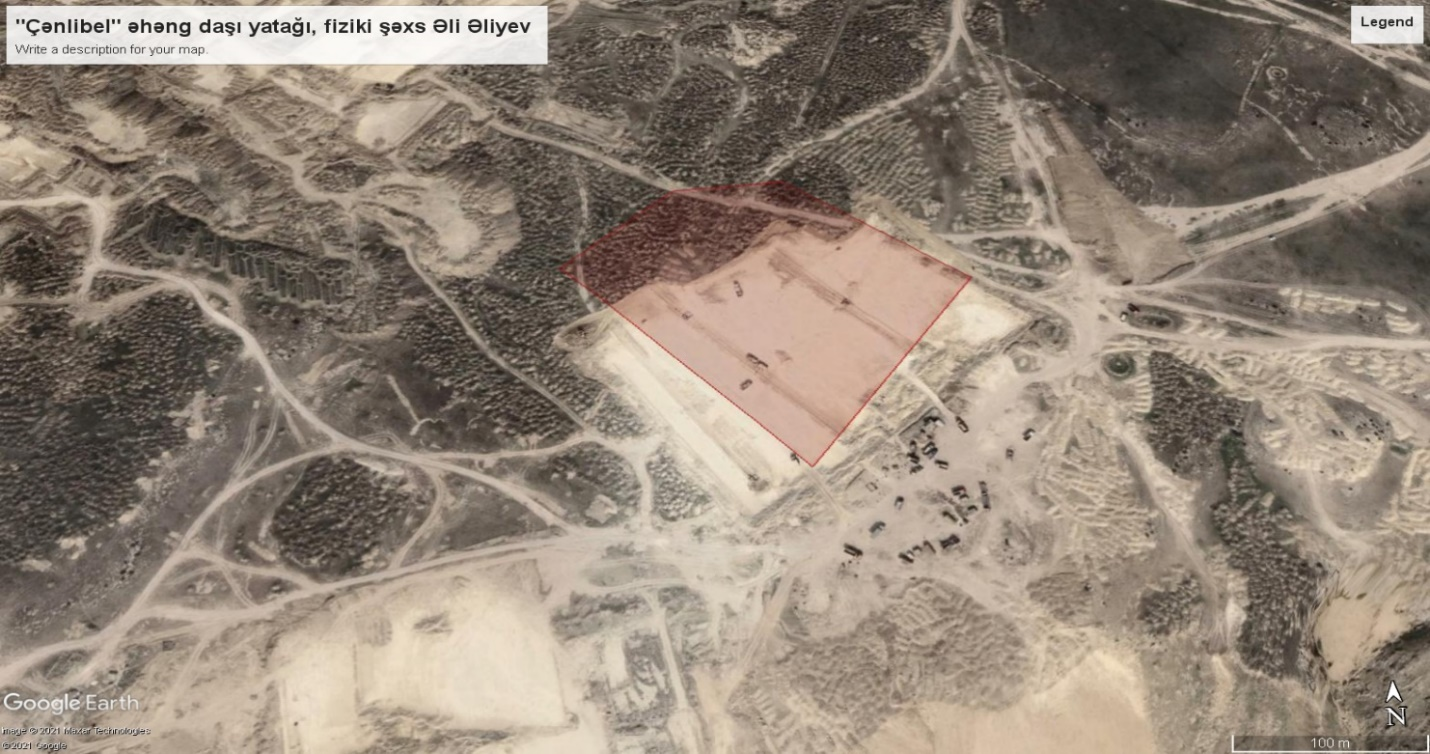 "Çənlibel" əhəng daşı yatağı, fiziki şəxs Əli Əliyev
Write a description for your map.
Legend
Google Earth
Image © 2021 Maxar Technologies
©2021 Google
N
100 m